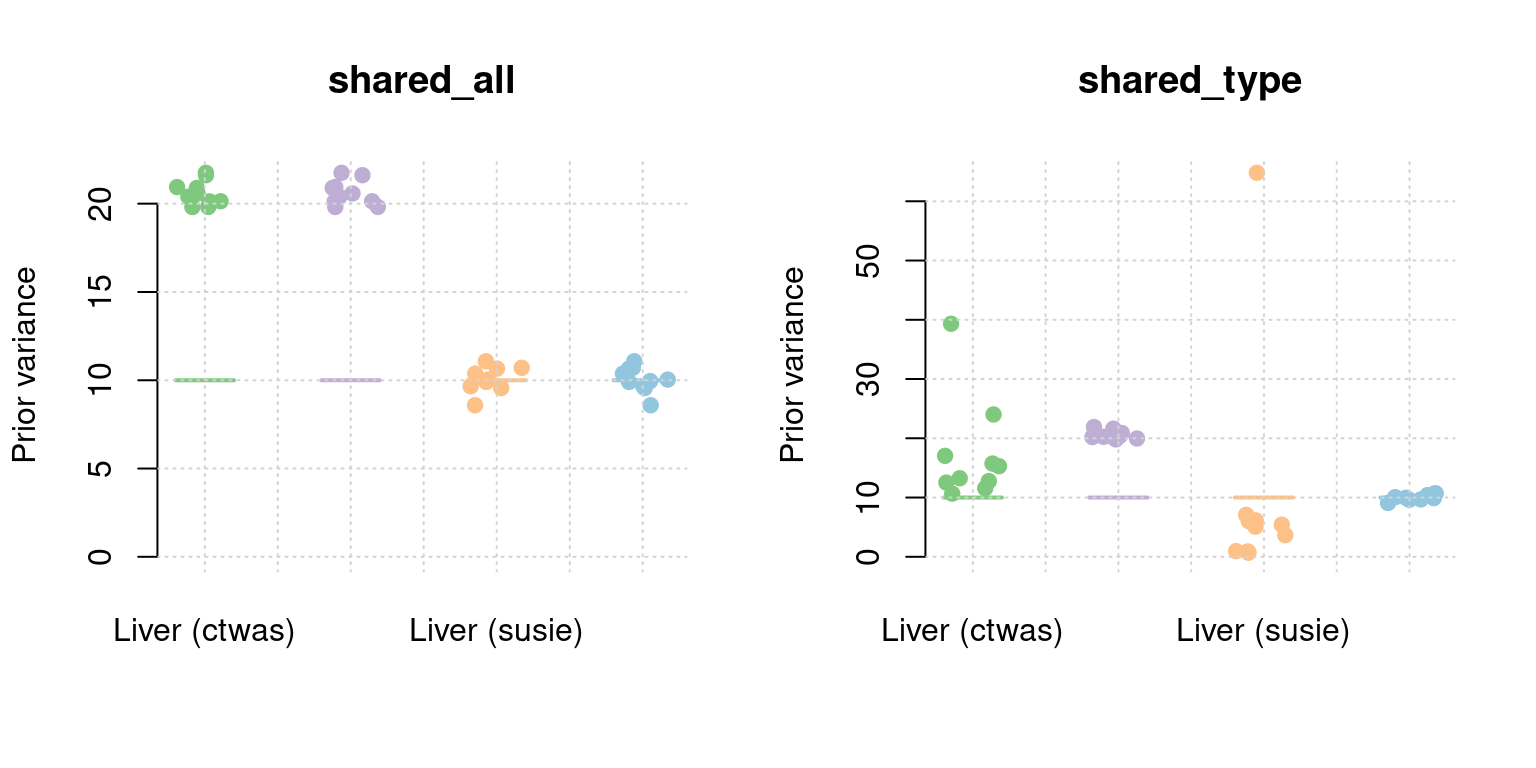 shared_all
Prior variance
20
15
10
5
0
Liver (ctwas)
Liver (susie)
shared_type
Prior variance
50
30
10
0
Liver (ctwas)
Liver (susie)